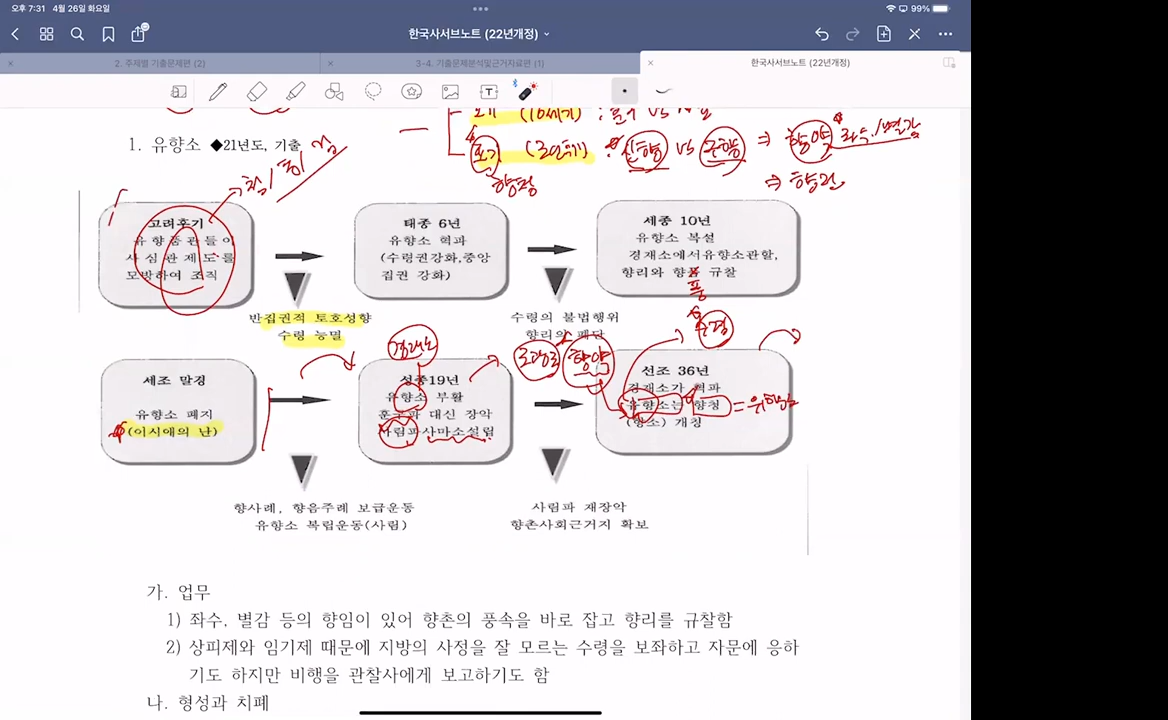 오후 7:31 4월 26일 화요일
99%
한국사서브노트 (22년개정)
2. 주제별 기출문제편 (2)
3-4. 기출문제분석및근거자료편 (1)
한국사서브노트 (22년개정)
1. 유향소 ◆21년도, 기출
신향 vs 구향 ⇒ 향약 좌수/별감
⇒ 향전
고려후기
유향품관들이
사심관제도를
모방하여 조직
태종 6년
유향소 혁파
(수령권강화,중앙
집권 강화)
세종 10년
유향소 복설
경재소에서유향소관할,
향리와 향풍 규찰
풍
반집권적 토호성향
수령 능멸
수령의 불법행위
향리의 폐단
세조 말경
유향소 폐지
(이시애의 난)
성종19년
유향소 부활
훈구파 대신 장악
사림파사마소설립
조광조 향약
선조 36년
경재소가 혁파
유향소는 향청
(향소) 개칭
향사례, 향음주례 보급운동
유향소 복립운동(사림)
사림파 재장악
향촌사회근거지 확보
가. 업무
1) 좌수, 별감 등의 향임이 있어 향촌의 풍속을 바로 잡고 향리를 규찰함
2) 상피제와 임기제 때문에 지방의 사정을 잘 모르는 수령을 보좌하고 자문에 응하
기도 하지만 비행을 관찰사에게 보고하기도 함
나. 형성과 치폐